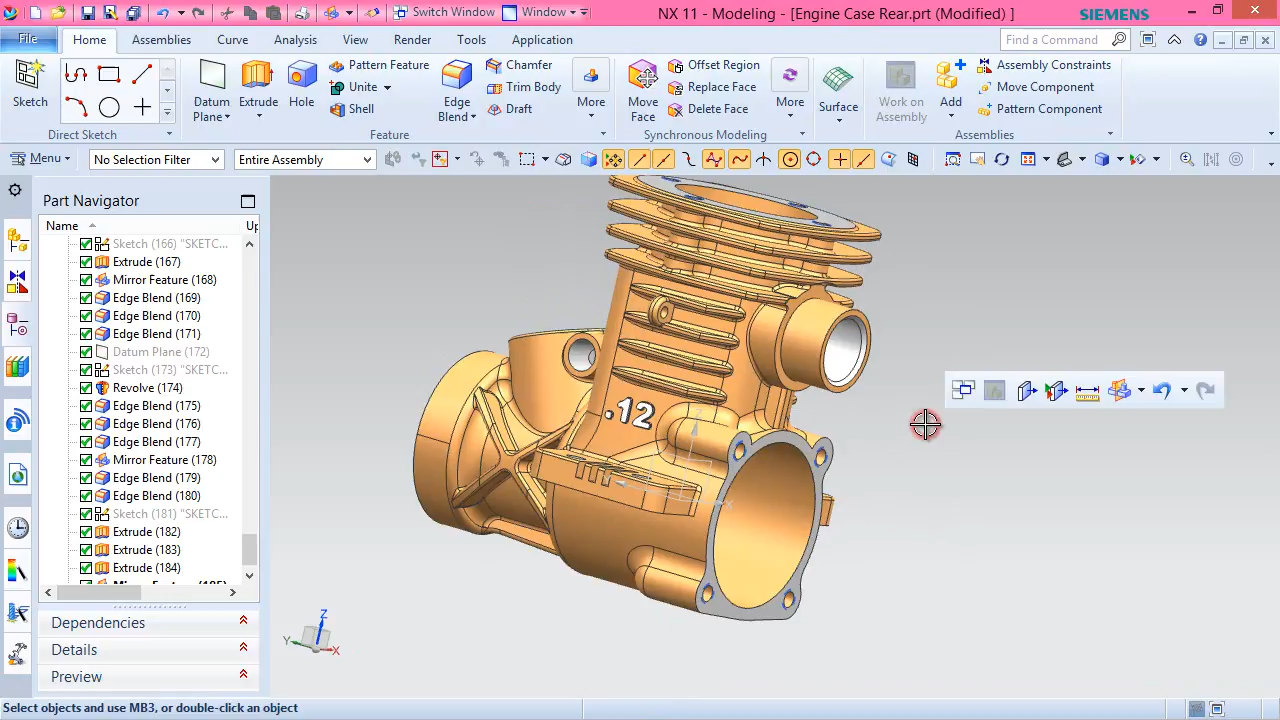 Switch Window Window NX 11 - Modeling - [Engine Case Rear.prt (Modified) ] SIEMENS
File Home Assemblies Curve Analysis View Render Tools Application Find a Command
Sketch
Direct Sketch
Datum Plane
Extrude
Hole
Pattern Feature
Unite
Shell
Edge Blend
Chamfer
Trim Body
Draft
More
Feature
Move Face
Offset Region
Replace Face
Delete Face
More
Synchronous Modeling
Surface
Work on Assembly
Add
Assembly Constraints
Move Component
Pattern Component
Assemblies
Menu No Selection Filter Entire Assembly
Part Navigator
Name Up
Sketch (166) "SKETC...
Extrude (167)
Mirror Feature (168)
Edge Blend (169)
Edge Blend (170)
Edge Blend (171)
Datum Plane (172)
Sketch (173) "SKETC...
Revolve (174)
Edge Blend (175)
Edge Blend (176)
Edge Blend (177)
Mirror Feature (178)
Edge Blend (179)
Edge Blend (180)
Sketch (181) "SKETC...
Extrude (182)
Extrude (183)
Extrude (184)
Mirror Feature (185)
Dependencies
Details
Preview
.12
Z
X
Z
Y
X
Select objects and use MB3, or double-click an object